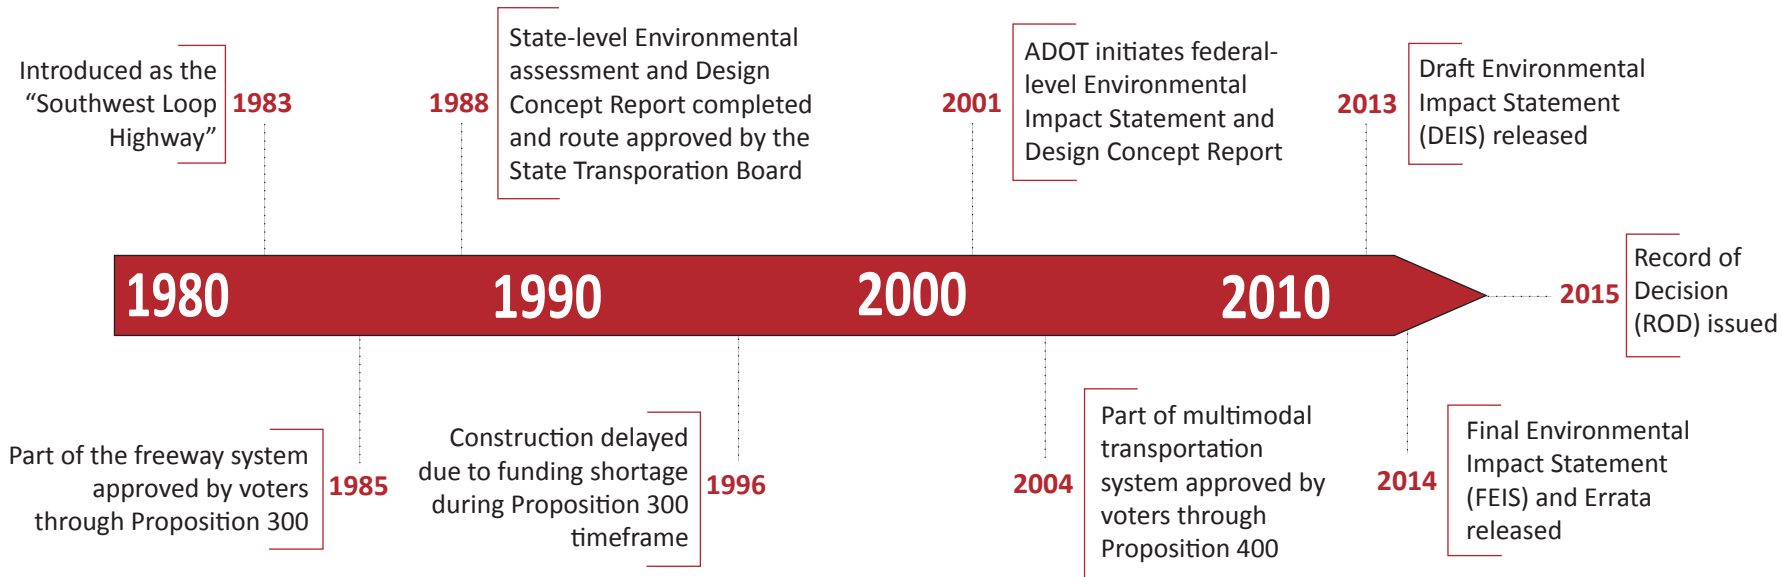 Introduced as the
“Southwest Loop
Highway”
1983
1988
State-level Environmental
assessment and Design
Concept Report completed
and route approved by the
State Transporation Board
2001
ADOT initiates federal-
level Environmental
Impact Statement and
Design Concept Report
2013
Draft Environmental
Impact Statement
(DEIS) released
1980
1990
2000
2010
2015
Record of
Decision
(ROD) issued
Part of the freeway system
approved by voters
through Proposition 300
1985
Construction delayed
due to funding shortage
during Proposition 300
timeframe
1996
2004
Part of multimodal
transportation
system approved by
voters through
Proposition 400
2014
Final Environmental
Impact Statement
(FEIS) and Errata
released